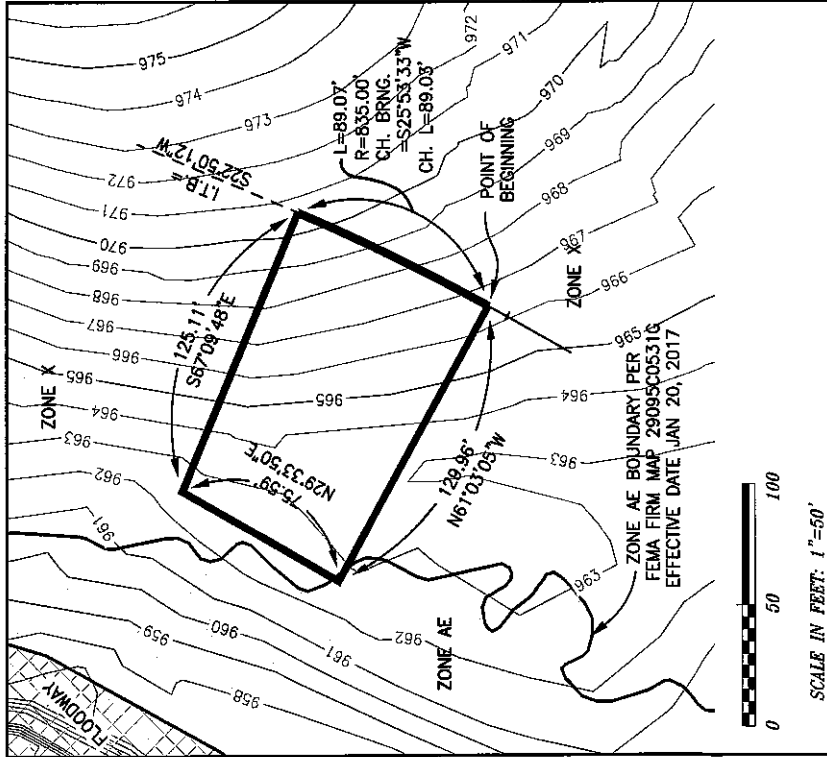 975
974
973
972
971
970
969
968
967
966
965
964
963
962
961
960
959
958
FLOODWAY
ZONE X
I.T.B.=
S22°50'12"W
972
971
970
969
968
967
966
965
964
963
962
961
125.11'
S67°09'48"E
L=89.07'
R=835.00'
CH. BRNG.
=S25°53'33"W
CH. L=89.03'
POINT OF
BEGINNING
965
N29°33'50"E
75.59'
129.96'
N61°03'05"W
ZONE X
963
ZONE AE
ZONE AE BOUNDARY PER
FEMA FIRM MAP 29095C0531G
EFFECTIVE DATE JAN 20, 2017
0
50
100
SCALE IN FEET: 1"=50'